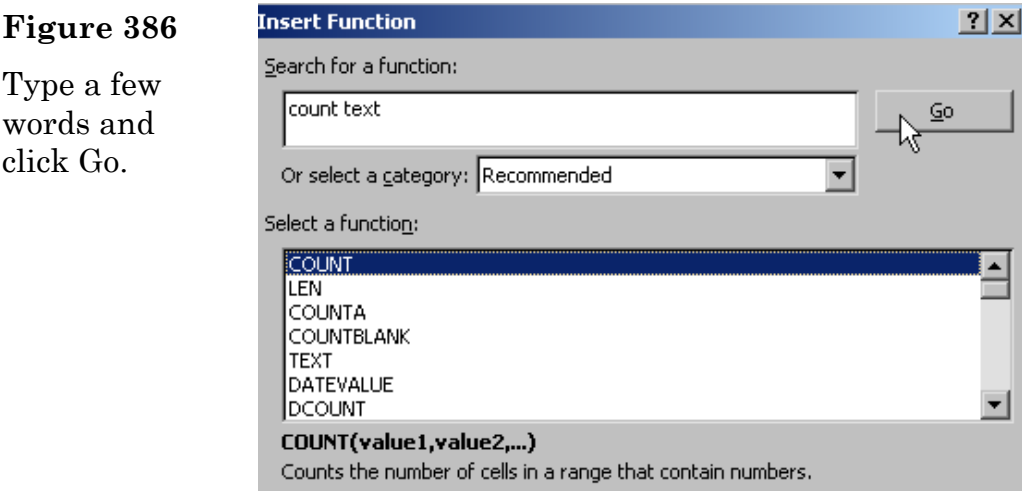 Figure 386
Type a few
words and
click Go.
Insert Function
Search for a function:
count text
Go
Or select a category: Recommended
Select a function:
COUNT
LEN
COUNTA
COUNTBLANK
TEXT
DATEVALUE
DCOUNT
COUNT(value1,value2,...)
Counts the number of cells in a range that contain numbers.